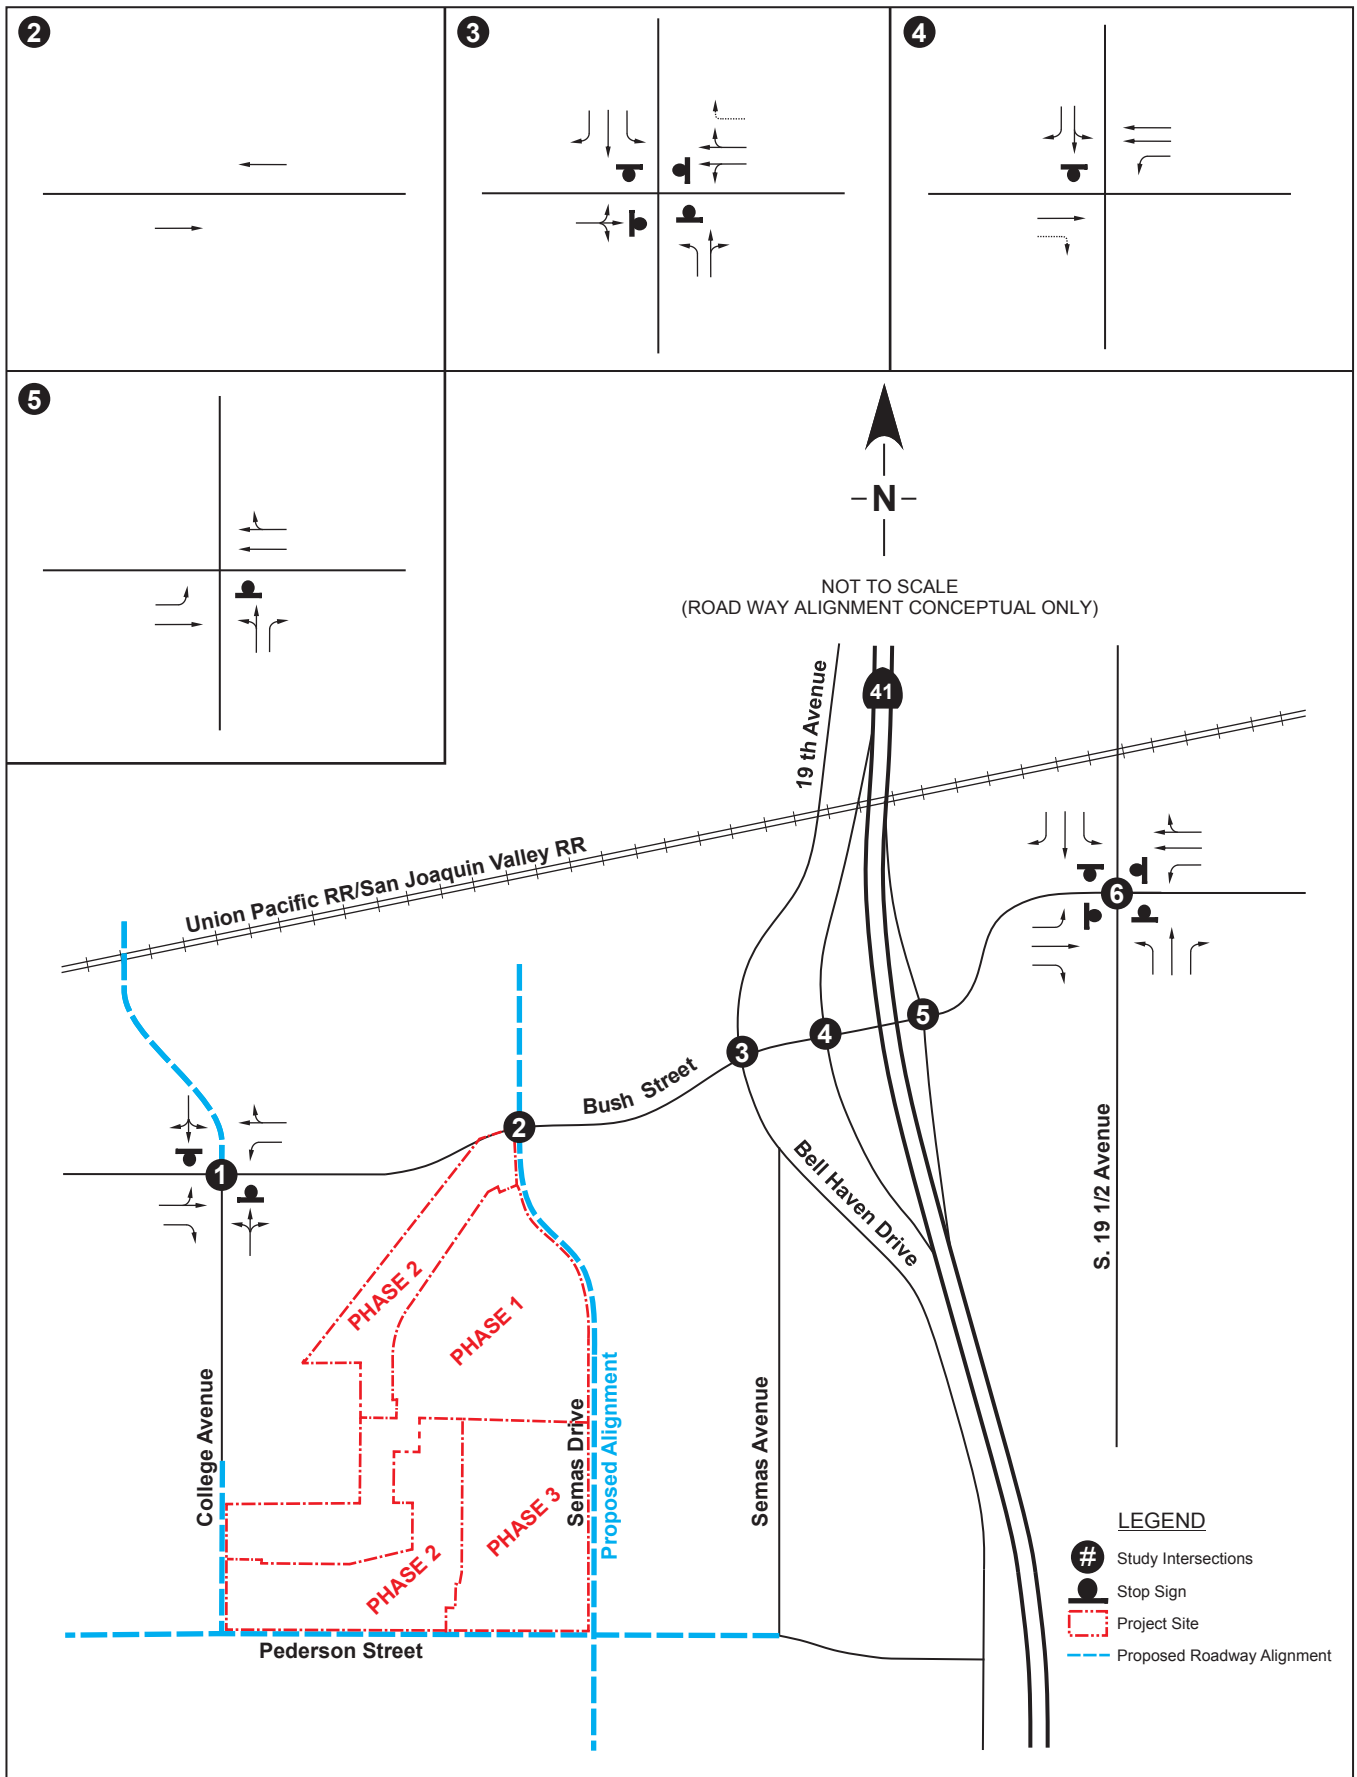 2
3
4
5
N
NOT TO SCALE
(ROAD WAY ALIGNMENT CONCEPTUAL ONLY)
19 th Avenue
41
Union Pacific RR/San Joaquin Valley RR
6
5
4
3
Bush Street
2
1
Bell Haven Drive
S. 19 1/2 Avenue
PHASE 2
PHASE 1
College Avenue
Semas Drive
Proposed Alignment
Semas Avenue
PHASE 3
PHASE 2
Pederson Street
LEGEND
# Study Intersections
Stop Sign
Project Site
Proposed Roadway Alignment